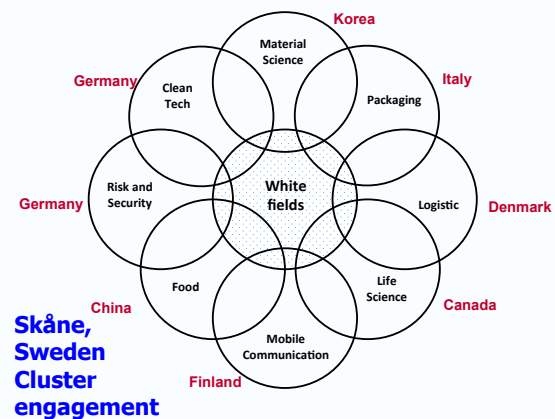 Korea
Material
Science
Germany
Italy
Clean
Tech
Packaging
White
fields
Risk and
Security
Logistic
Germany
Denmark
Food
Life
Science
China
Canada
Mobile
Communication
Finland
Skåne,
Sweden
Cluster
engagement